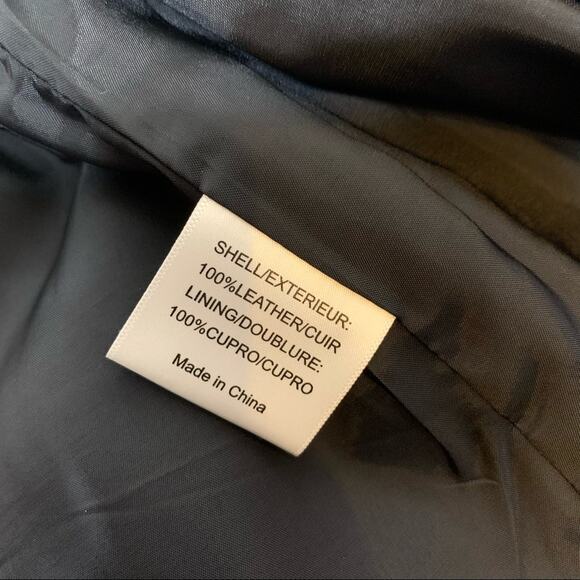 SHELL/EXTERIEUR:
100%LEATHER/CUIR
LINING/DOUBLURE:
100%CUPRO/CUPRO
Made in China